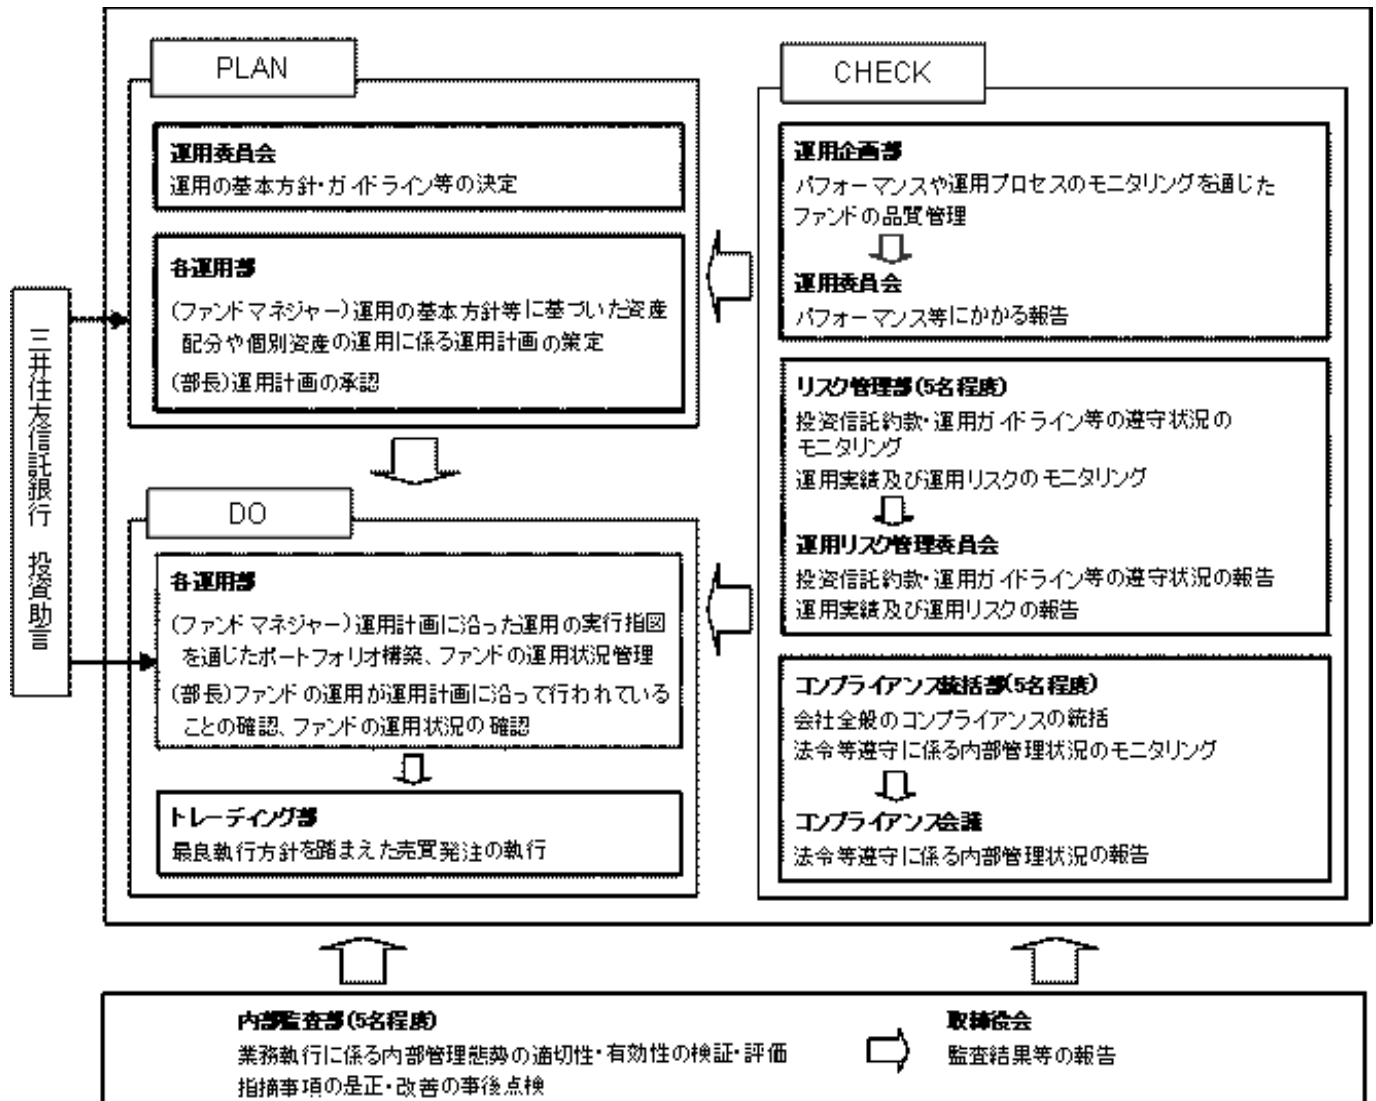 PLAN
運用委員会
運用の基本方針・ガイドライン等の決定
各運用部
(ファンドマネジャー)運用の基本方針等に基づいた資産
配分や個別資産の運用に係る運用計画の策定
(部長)運用計画の承認
DO
各運用部
(ファンドマネジャー)運用計画に沿った運用の実行指図
を通じたポートフォリオ構築、ファンドの運用状況管理
(部長)ファンドの運用が運用計画に沿って行われている
ことの確認、ファンドの運用状況の確認
トレーディング部
最良執行方針を踏まえた売買発注の執行
三井住友信託銀行 投資助言
CHECK
運用企画部
パフォーマンスや運用プロセスのモニタリングを通じた
ファンドの品質管理
運用委員会
パフォーマンス等にかかる報告
リスク管理部(5名程度)
投資信託約款・運用ガイドライン等の遵守状況の
モニタリング
運用実績及び運用リスクのモニタリング
運用リスク管理委員会
投資信託約款・運用ガイドライン等の遵守状況の報告
運用実績及び運用リスクの報告
コンプライアンス統括部(5名程度)
会社全般のコンプライアンスの統括
法令等遵守に係る内部管理状況のモニタリング
コンプライアンス会議
法令等遵守に係る内部管理状況の報告
内部監査部(5名程度)
業務執行に係る内部管理態勢の適切性・有効性の検証・評価
指摘事項の是正・改善の事後点検
取締役会
監査結果等の報告